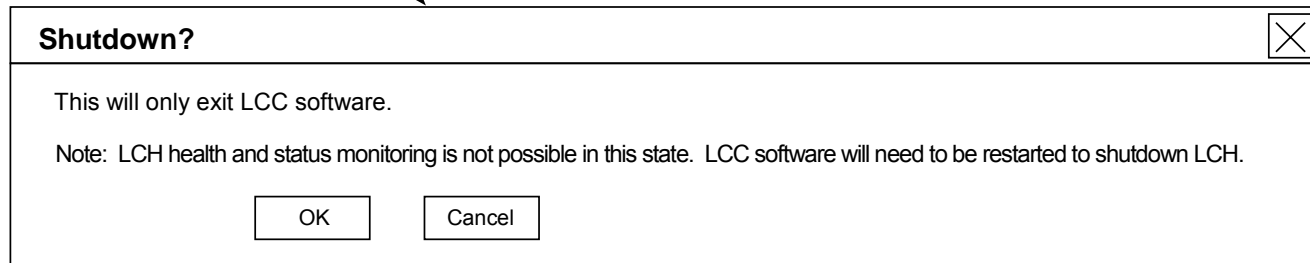 Shutdown?
This will only exit LCC software.
Note: LCH health and status monitoring is not possible in this state. LCC software will need to be restarted to shutdown LCH.
OK Cancel